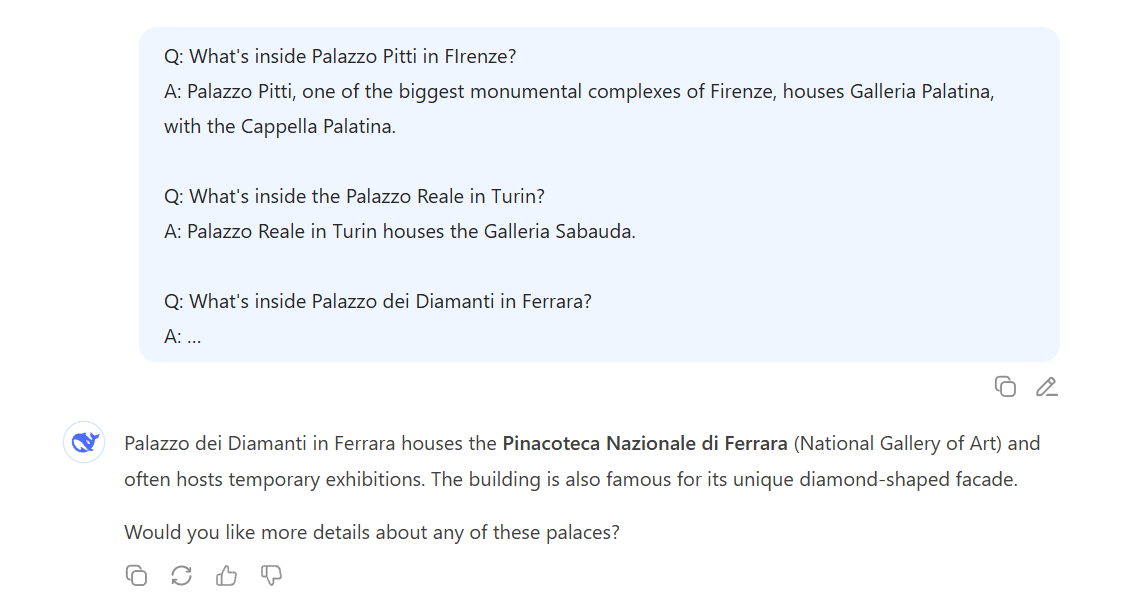 Q: What's inside Palazzo Pitti in FIrenze?
A: Palazzo Pitti, one of the biggest monumental complexes of Firenze, houses Galleria Palatina,
with the Cappella Palatina.
Q: What's inside the Palazzo Reale in Turin?
A: Palazzo Reale in Turin houses the Galleria Sabauda.
Q: What's inside Palazzo dei Diamanti in Ferrara?
A: ...
Palazzo dei Diamanti in Ferrara houses the Pinacoteca Nazionale di Ferrara (National Gallery of Art) and
often hosts temporary exhibitions. The building is also famous for its unique diamond-shaped facade.
Would you like more details about any of these palaces?